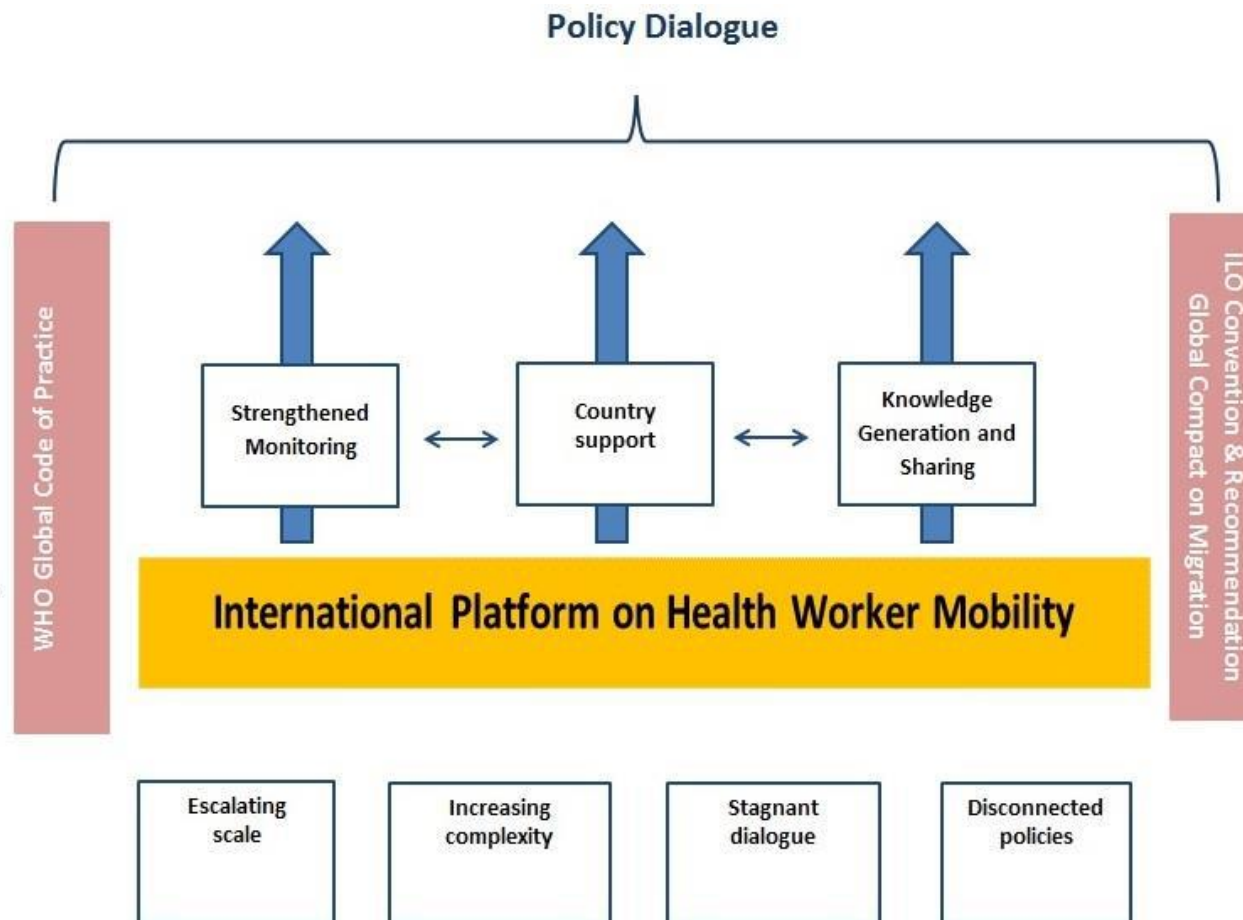 Policy Dialogue
WHO Global Code of Practice
Strengthened
Monitoring
Country
support
Knowledge
Generation and
Sharing
ILO Convention & Recommendation
Global Compact on Migration
International Platform on Health Worker Mobility
Escalating
scale
Increasing
complexity
Stagnant
dialogue
Disconnected
policies